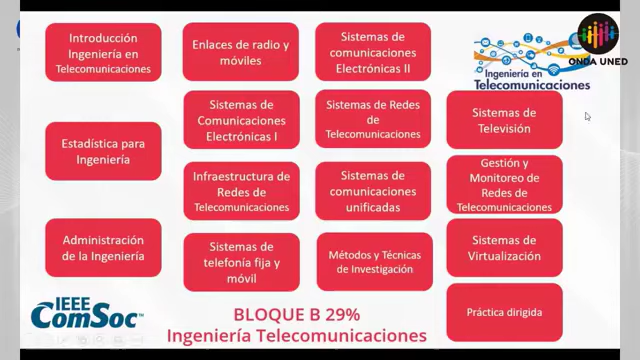 Introducción
Ingeniería en
Telecomunicaciones
Estadística para
Ingeniería
Administración
de la Ingeniería
Enlaces de radio y
móviles
Sistemas de
Comunicaciones
Electrónicas I
Infraestructura de
Redes de
Telecomunicaciones
Sistemas de
telefonía fija y
móvil
Sistemas de
comunicaciones
Electrónicas II
Sistemas de Redes
de
Telecomunicaciones
Sistemas de
comunicaciones
unificadas
Métodos y Técnicas
de Investigación
Ingeniería en
Telecomunicaciones
ONDA UNED
Sistemas de
Televisión
Gestión y
Monitoreo de
Redes de
Telecomunicaciones
Sistemas de
Virtualización
Práctica dirigida
IEEE
ComSoc™
BLOQUE B 29%
Ingeniería Telecomunicaciones